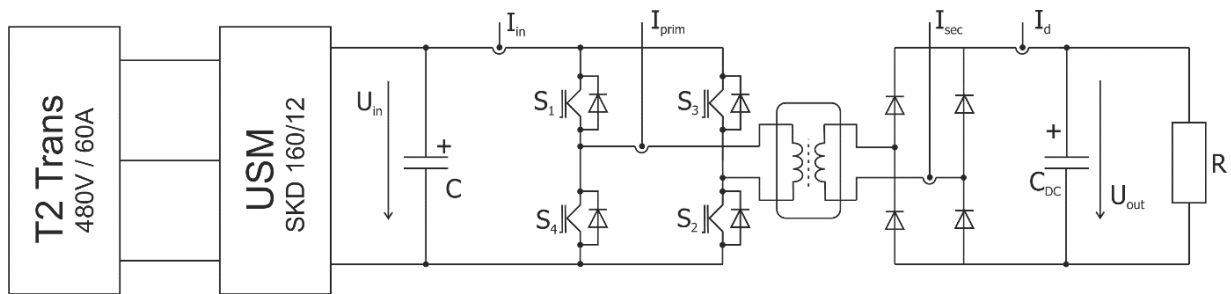 T2 Trans
480V / 60A
USM
SKD 160/12
U_in
+
C
I_in
I_prim
S_1
S_3
S_4
S_2
I_sec
I_d
+
C_DC
U_out
R